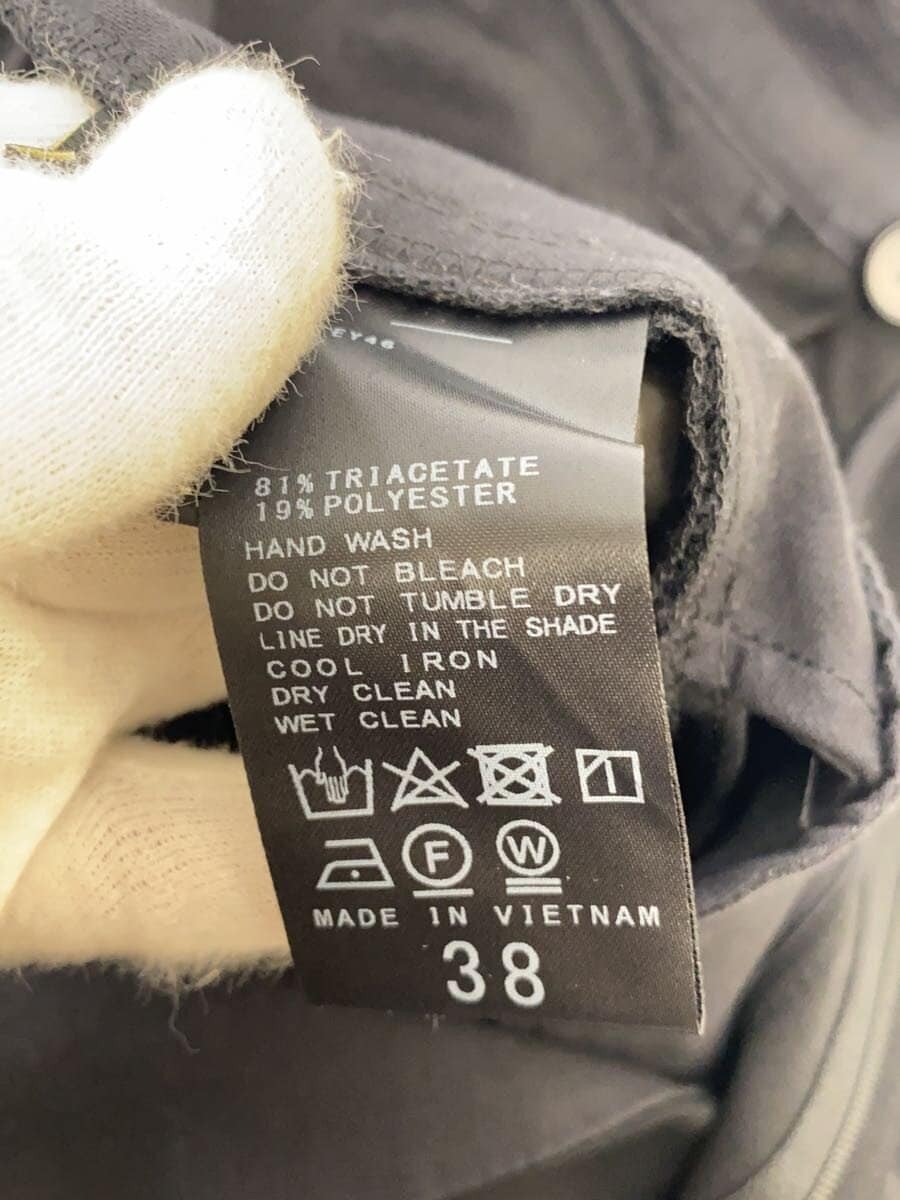 EY46
81% TRIACETATE
19% POLYESTER
HAND WASH
DO NOT BLEACH
DO NOT TUMBLE DRY
LINE DRY IN THE SHADE
COOL IRON
DRY CLEAN
WET CLEAN
F W
MADE IN VIETNAM
38